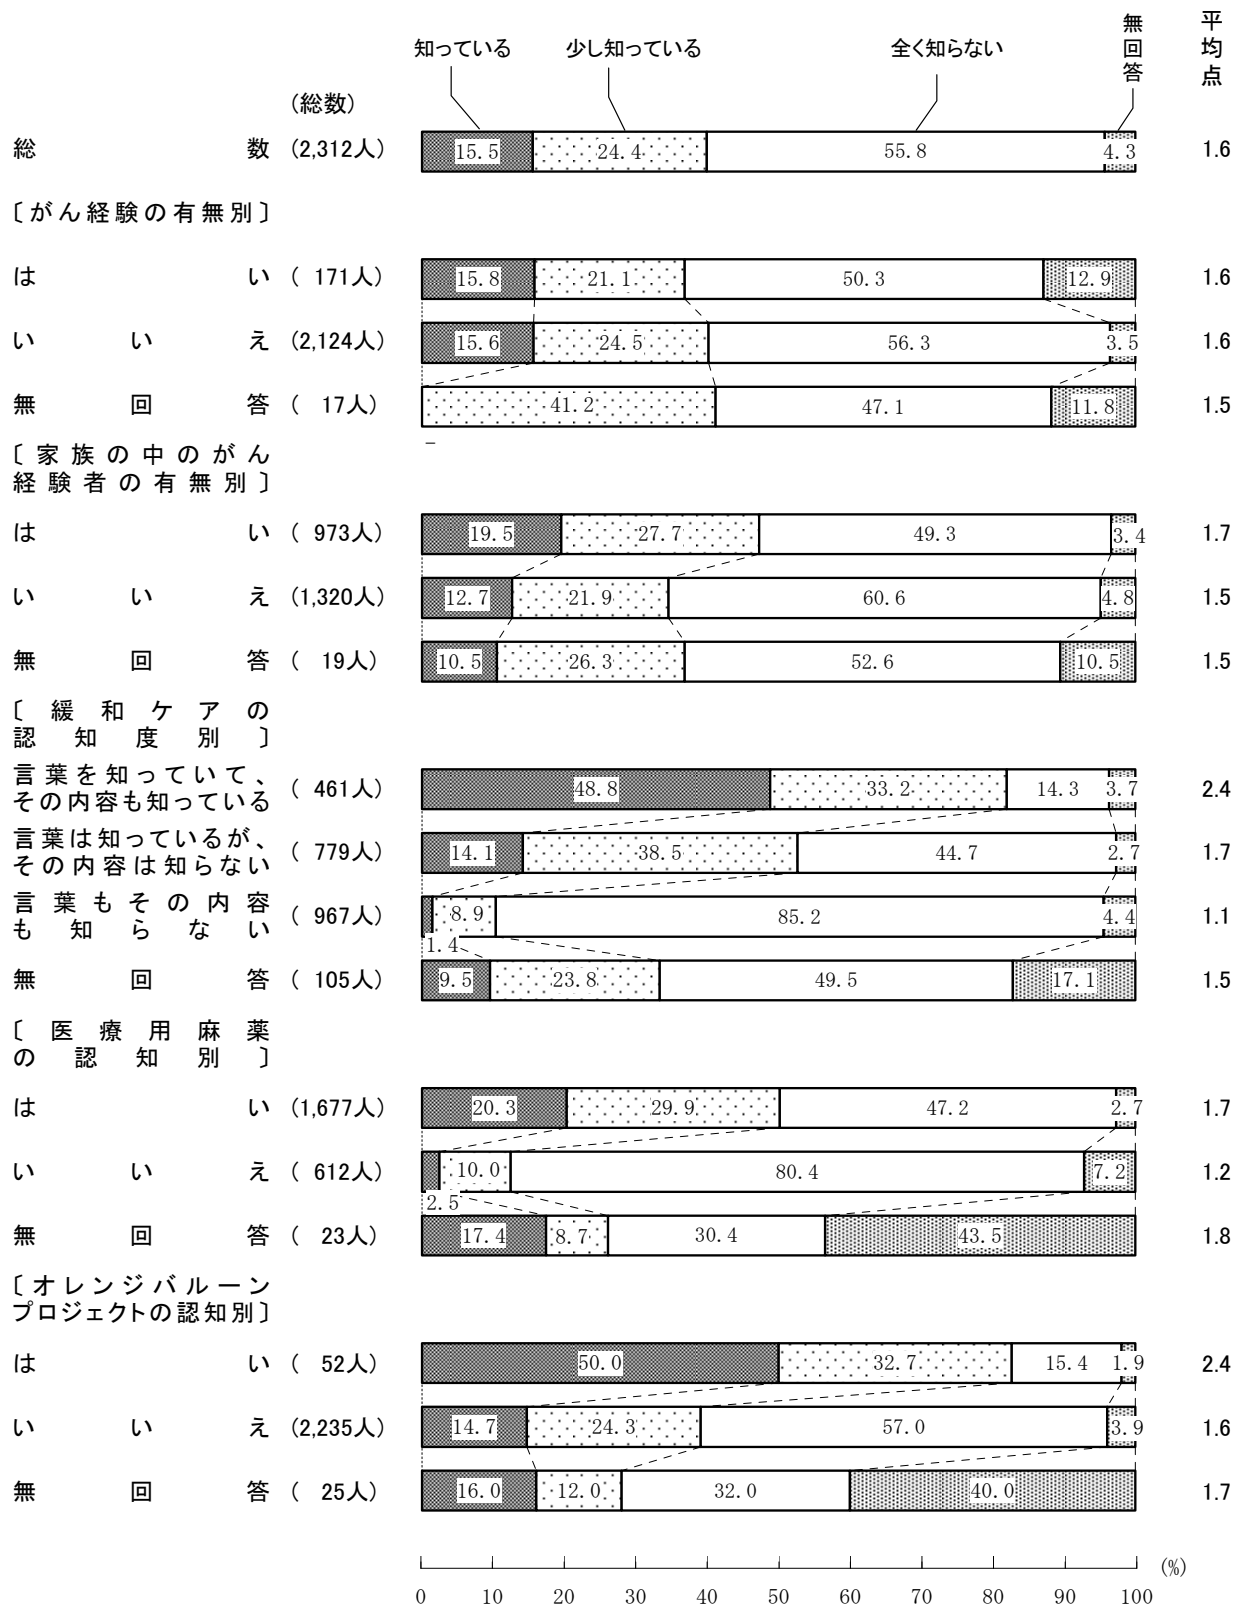 知っている 少し知っている 全く知らない 無回答 平均点
(総数)
総数 (2,312人) 15.5 24.4 55.8 4.3 1.6
〔がん経験の有無別〕
はい ( 171人) 15.8 21.1 50.3 12.9 1.6
いいえ (2,124人) 15.6 24.5 56.3 3.5 1.6
無回答 ( 17人) 41.2 47.1 11.8 1.5
－
〔家族の中のがん
経験者の有無別〕
はい ( 973人) 19.5 27.7 49.3 3.4 1.7
いいえ (1,320人) 12.7 21.9 60.6 4.8 1.5
無回答 ( 19人) 10.5 26.3 52.6 10.5 1.5
〔緩和ケアの
認知度別〕
言葉を知っていて、
その内容も知っている ( 461人) 48.8 33.2 14.3 3.7 2.4
言葉は知っているが、
その内容は知らない ( 779人) 14.1 38.5 44.7 2.7 1.7
言葉もその内容
も知らない ( 967人) 8.9 85.2 4.4 1.1
1.4
無回答 ( 105人) 9.5 23.8 49.5 17.1 1.5
〔医療用麻薬
の認知別〕
はい (1,677人) 20.3 29.9 47.2 2.7 1.7
いいえ ( 612人) 10.0 80.4 7.2 1.2
2.5
無回答 ( 23人) 17.4 8.7 30.4 43.5 1.8
〔オレンジバルーン
プロジェクトの認知別〕
はい ( 52人) 50.0 32.7 15.4 1.9 2.4
いいえ (2,235人) 14.7 24.3 57.0 3.9 1.6
無回答 ( 25人) 16.0 12.0 32.0 40.0 1.7
(%)
0 10 20 30 40 50 60 70 80 90 100